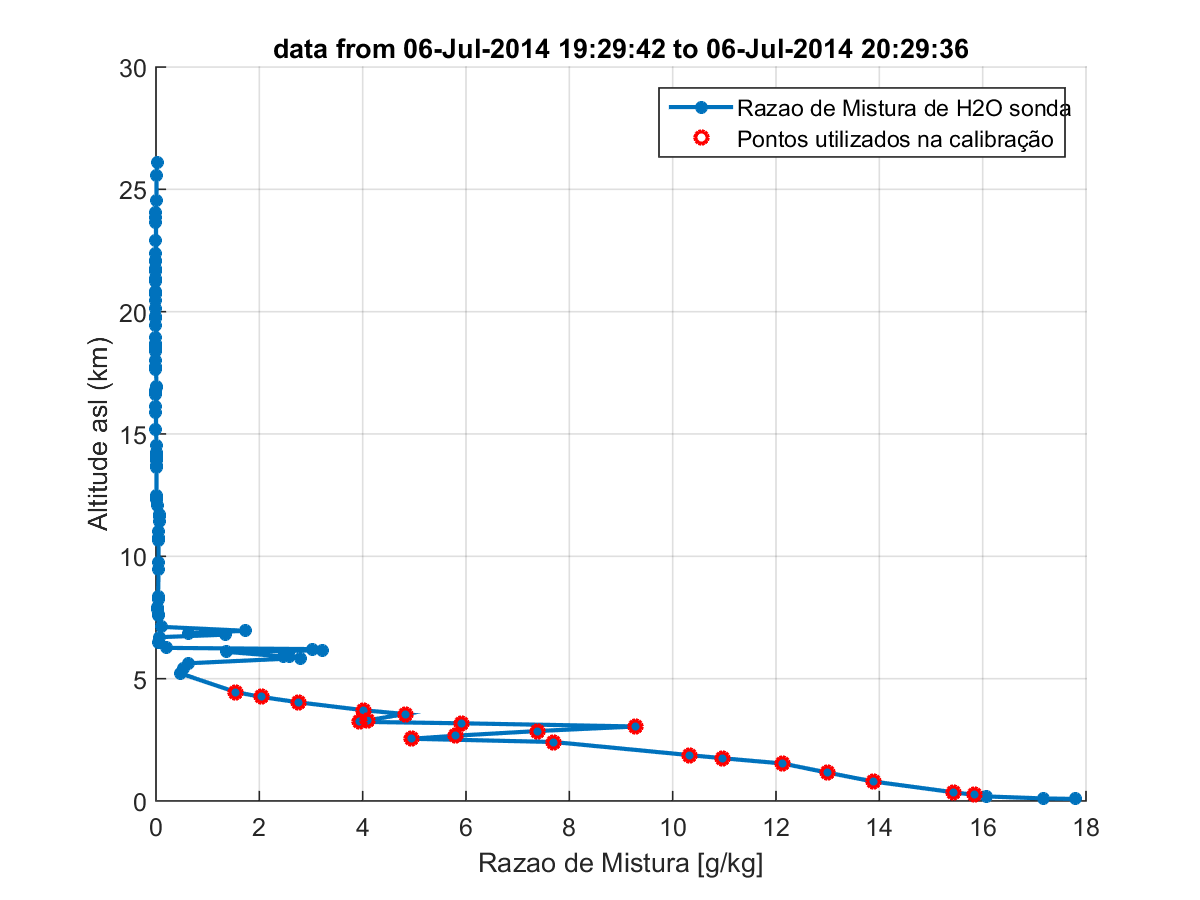 data from 06-Jul-2014 19:29:42 to 06-Jul-2014 20:29:36
30
Razao de Mistura de H2O sonda
Pontos utilizados na calibração
25
20
15
10
5
0
Altitude asl (km)
0 2 4 6 8 10 12 14 16 18
Razao de Mistura [g/kg]